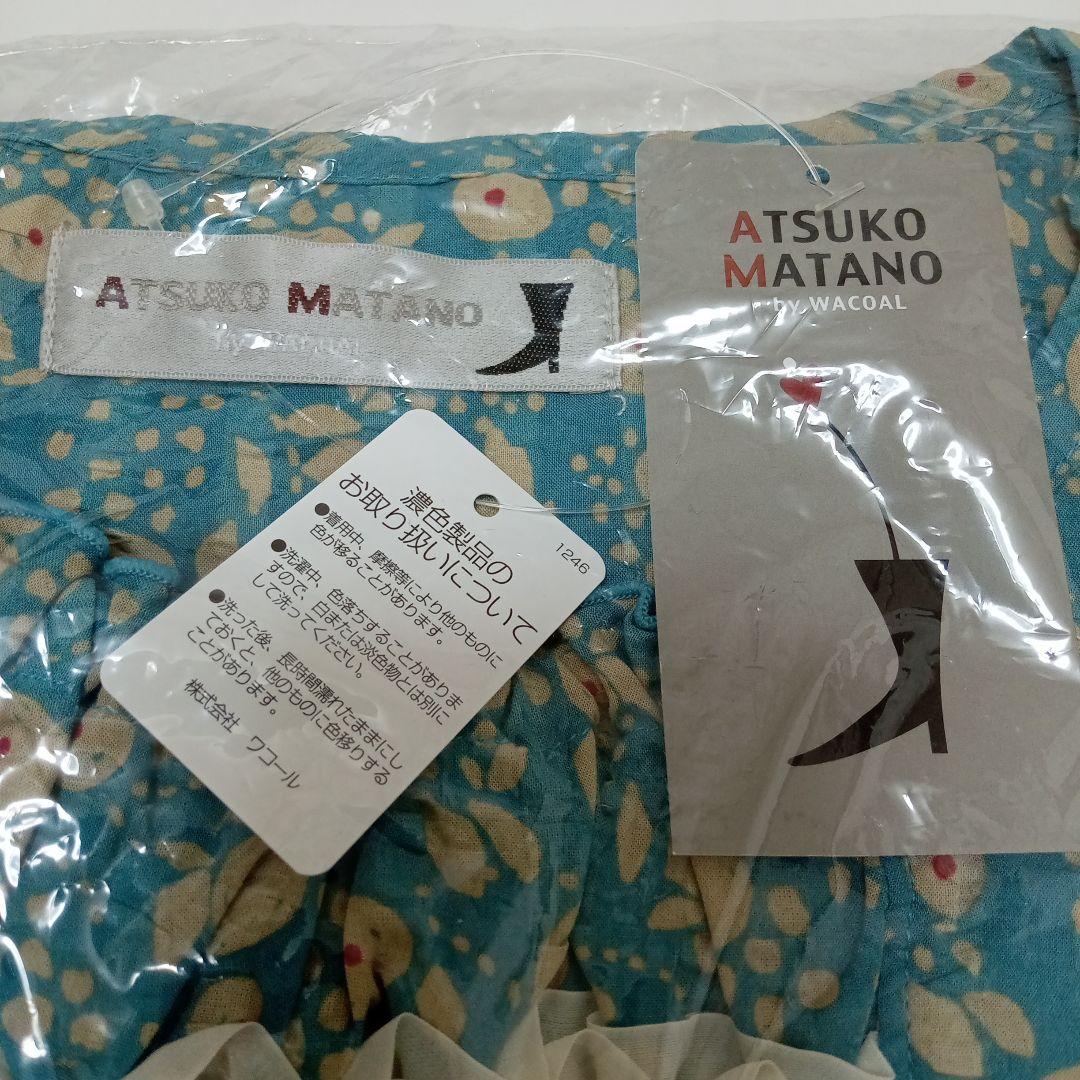 ATSUKO MATANO
by WACOAL
ATSUKO
MATANO
by WACOAL
1246
濃色製品の
お取り扱いについて
●着用中、摩擦等により他のものに
色が移ることがあります。
●洗濯中、色落ちすることがありま
すので、白または淡色物とは別に
して洗ってください。
●洗った後、長時間濡れたままにし
ておくと、他のものに色移りする
ことがあります。
株式会社 ワコール